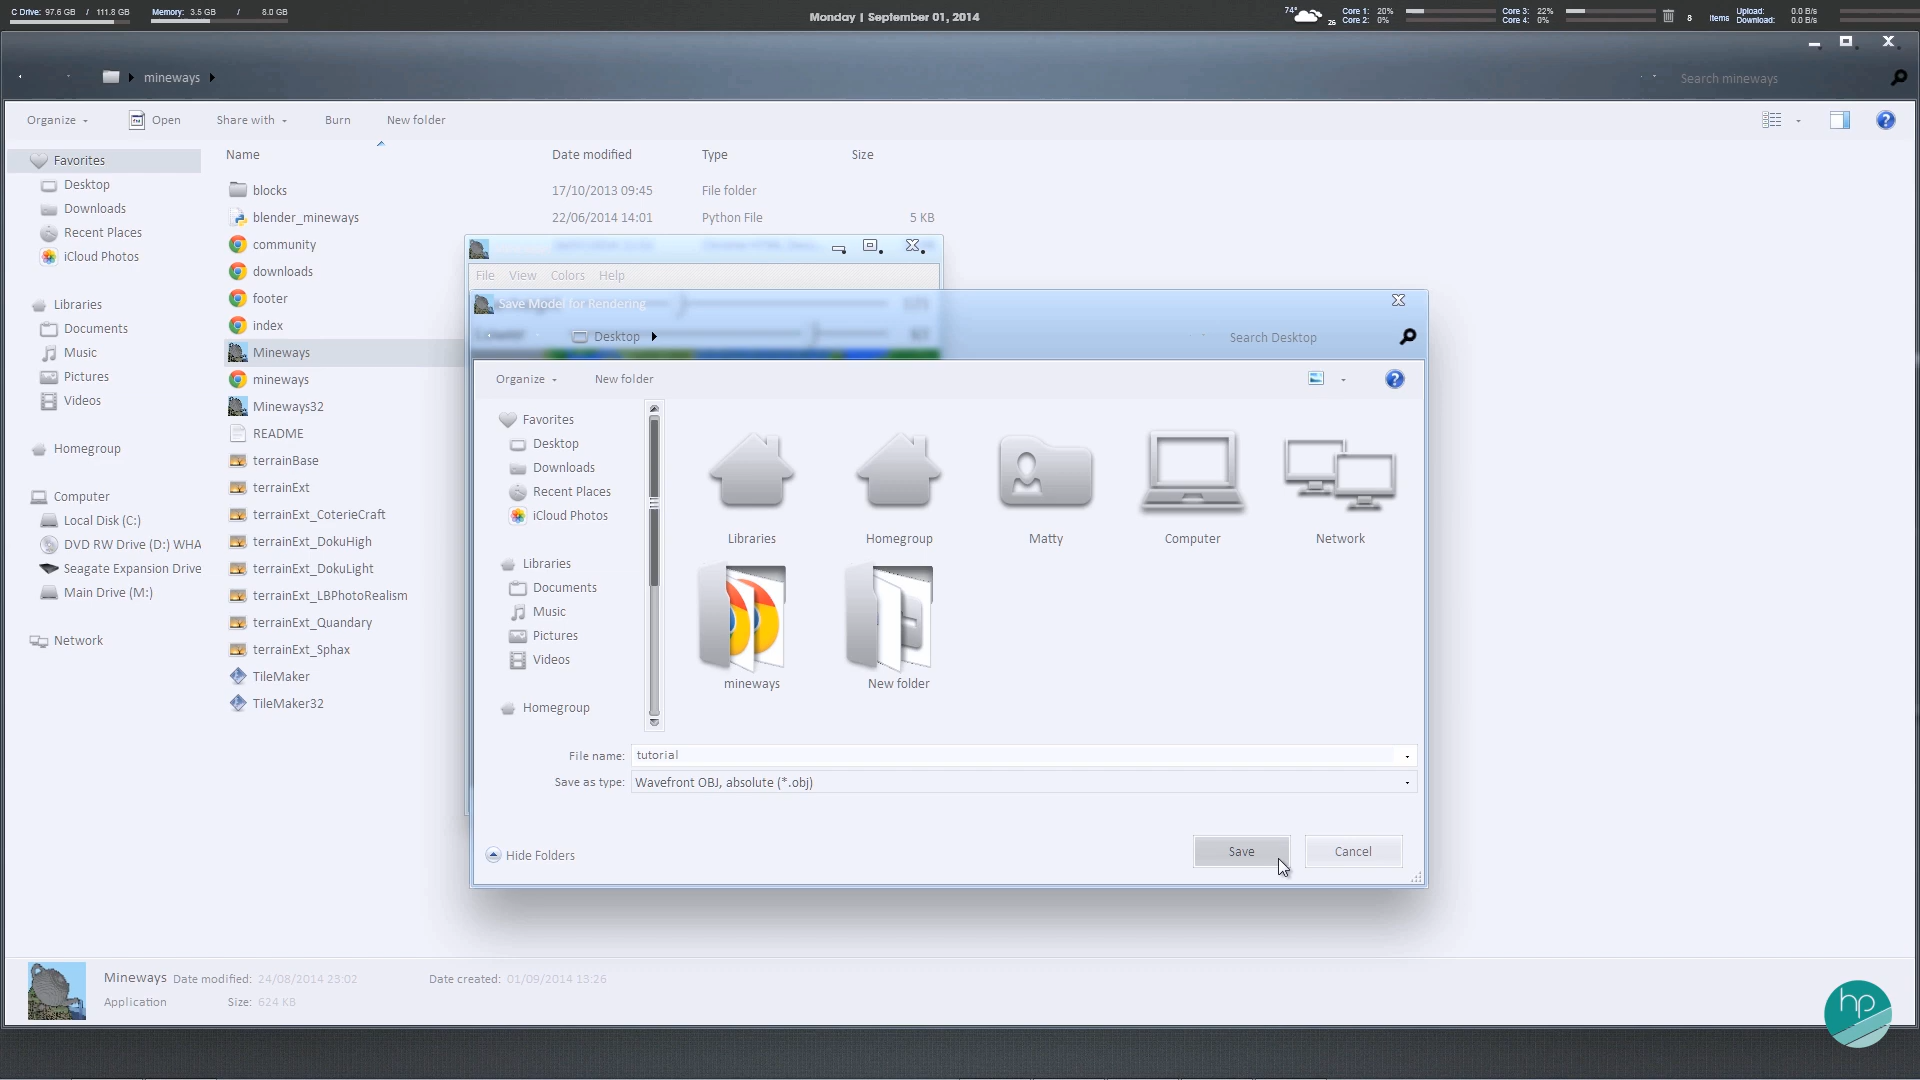 C Drive: 97.6 GB / 111.8 GB Memory: 3.5 GB / 8.0 GB
Monday | September 01, 2014
74° 26 Core 1: 20% Core 3: 22% 8 Items Upload: 0.0 B/s
Core 2: 0% Core 4: 0% Download: 0.0 B/s
mineways
Search mineways
Organize Open Share with Burn New folder
Name Date modified Type Size
Favorites
Desktop
Downloads
Recent Places
iCloud Photos
Libraries
Documents
Music
Pictures
Videos
Homegroup
Computer
Local Disk (C:)
DVD RW Drive (D:) WHA
Seagate Expansion Drive
Main Drive (M:)
Network
blocks 17/10/2013 09:45 File folder
blender_mineways 22/06/2014 14:01 Python File 5 KB
community
downloads
footer
index
Mineways
mineways
Mineways32
README
terrainBase
terrainExt
terrainExt_CoterieCraft
terrainExt_DokuHigh
terrainExt_DokuLight
terrainExt_LBPhotoRealism
terrainExt_Quandary
terrainExt_Sphax
TileMaker
TileMaker32
File View Colors Help
Save Model for Rendering
Desktop
Search Desktop
Organize New folder
Favorites
Desktop
Downloads
Recent Places
iCloud Photos
Libraries
Documents
Music
Pictures
Videos
Homegroup
Libraries Homegroup Matty Computer Network
mineways New folder
File name: tutorial
Save as type: Wavefront OBJ, absolute (*.obj)
Hide Folders
Save Cancel
Mineways Date modified: 24/08/2014 23:02 Date created: 01/09/2014 13:26
Application Size: 624 KB
hp